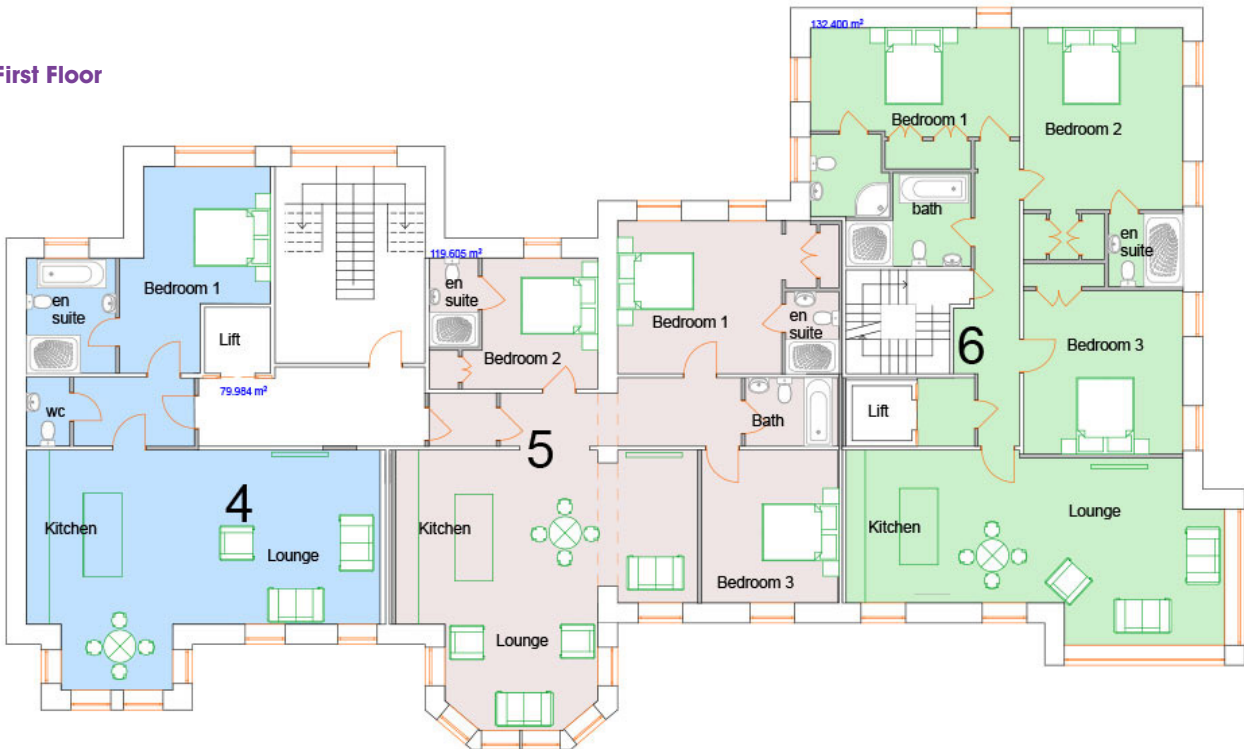 First Floor
132.400 m²
Bedroom 1
Bedroom 2
bath
en
suite
Bedroom 3
6
Lift
Kitchen
Lounge
119.605 m²
en
suite
Bedroom 2
Bedroom 1
en
suite
Bath
5
Kitchen
Lounge
Bedroom 3
Bedroom 1
en
suite
Lift
79.984 m²
wc
4
Kitchen
Lounge